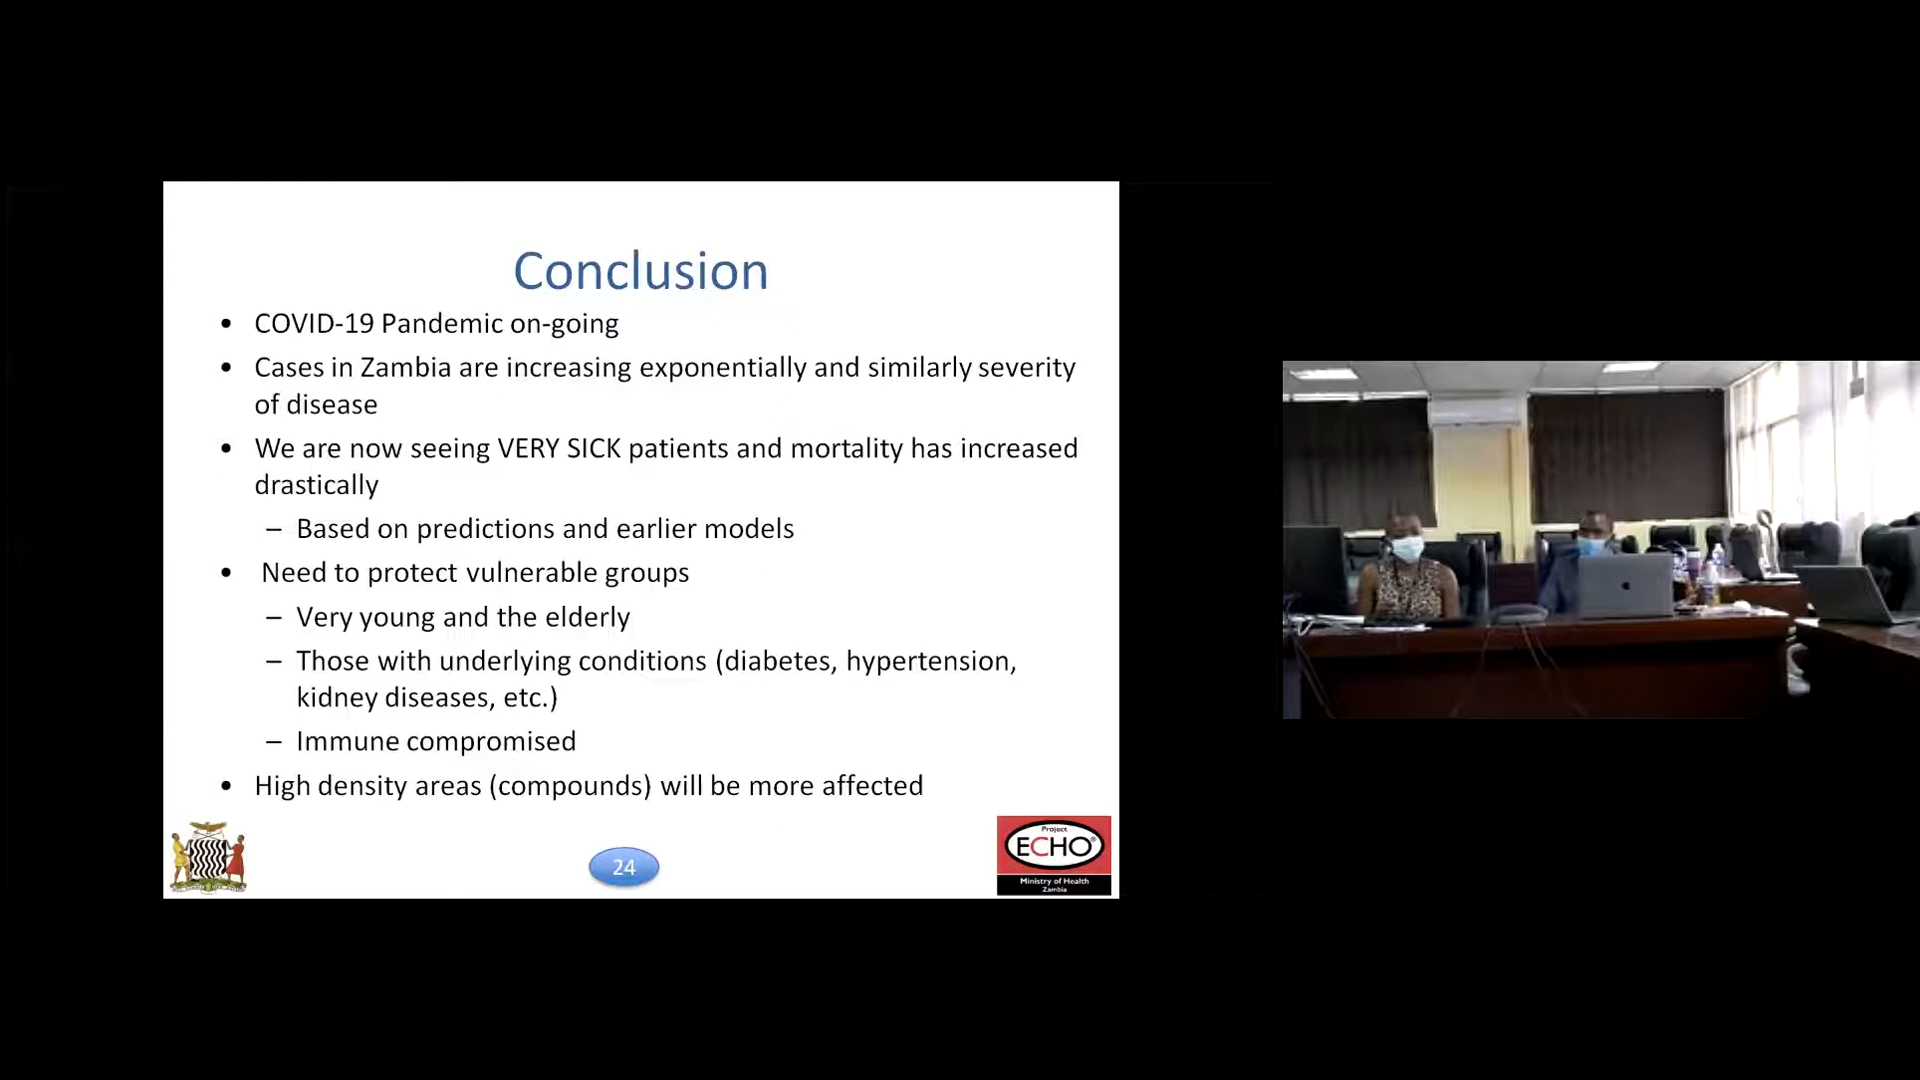 Conclusion
• COVID-19 Pandemic on-going
• Cases in Zambia are increasing exponentially and similarly severity
of disease
• We are now seeing VERY SICK patients and mortality has increased
drastically
– Based on predictions and earlier models
• Need to protect vulnerable groups
– Very young and the elderly
– Those with underlying conditions (diabetes, hypertension,
kidney diseases, etc.)
– Immune compromised
• High density areas (compounds) will be more affected
24
Project
ECHO®
Ministry of Health
Zambia